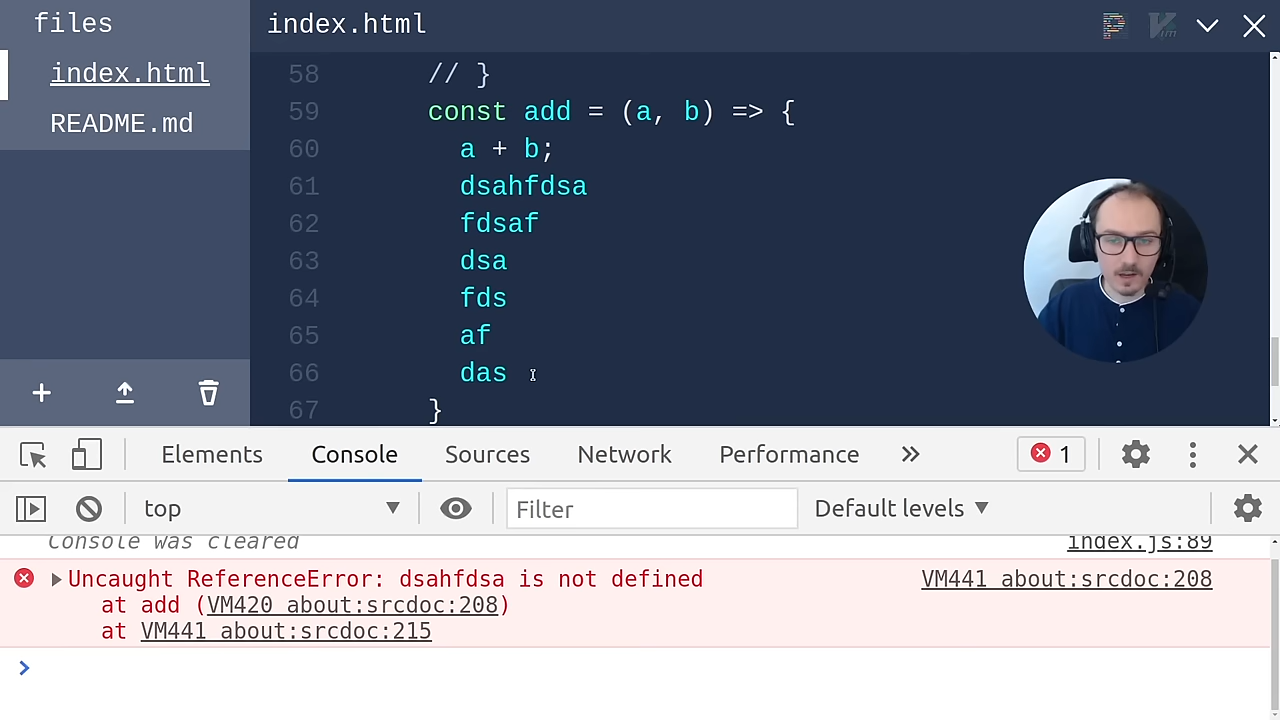 files
index.html
README.md
index.html
58 // }
59 const add = (a, b) => {
60 a + b;
61 dsahfdsa
62 fdsaf
63 dsa
64 fds
65 af
66 das
67 }
Elements Console Sources Network Performance 1
top Filter Default levels
Console was cleared index.js:89
Uncaught ReferenceError: dsahfdsa is not defined VM441 about:srcdoc:208
at add (VM420 about:srcdoc:208)
at VM441 about:srcdoc:215